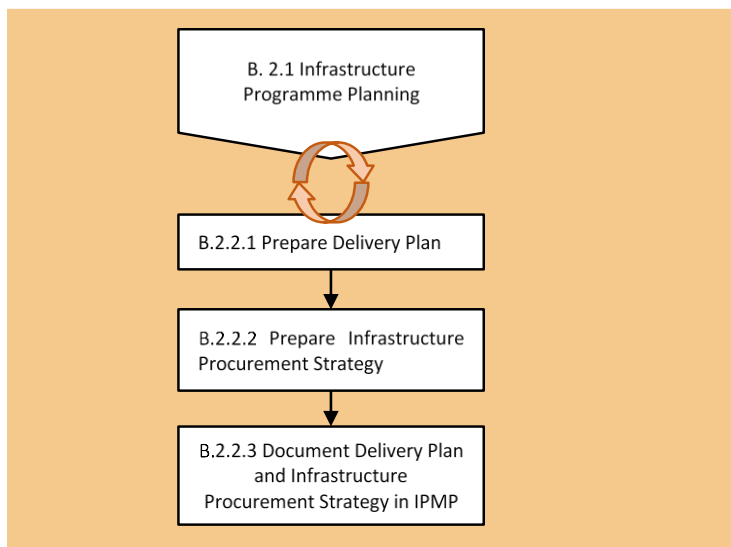 B. 2.1 Infrastructure
Programme Planning
B.2.2.1 Prepare Delivery Plan
B.2.2.2 Prepare Infrastructure
Procurement Strategy
B.2.2.3 Document Delivery Plan
and Infrastructure
Procurement Strategy in IPMP